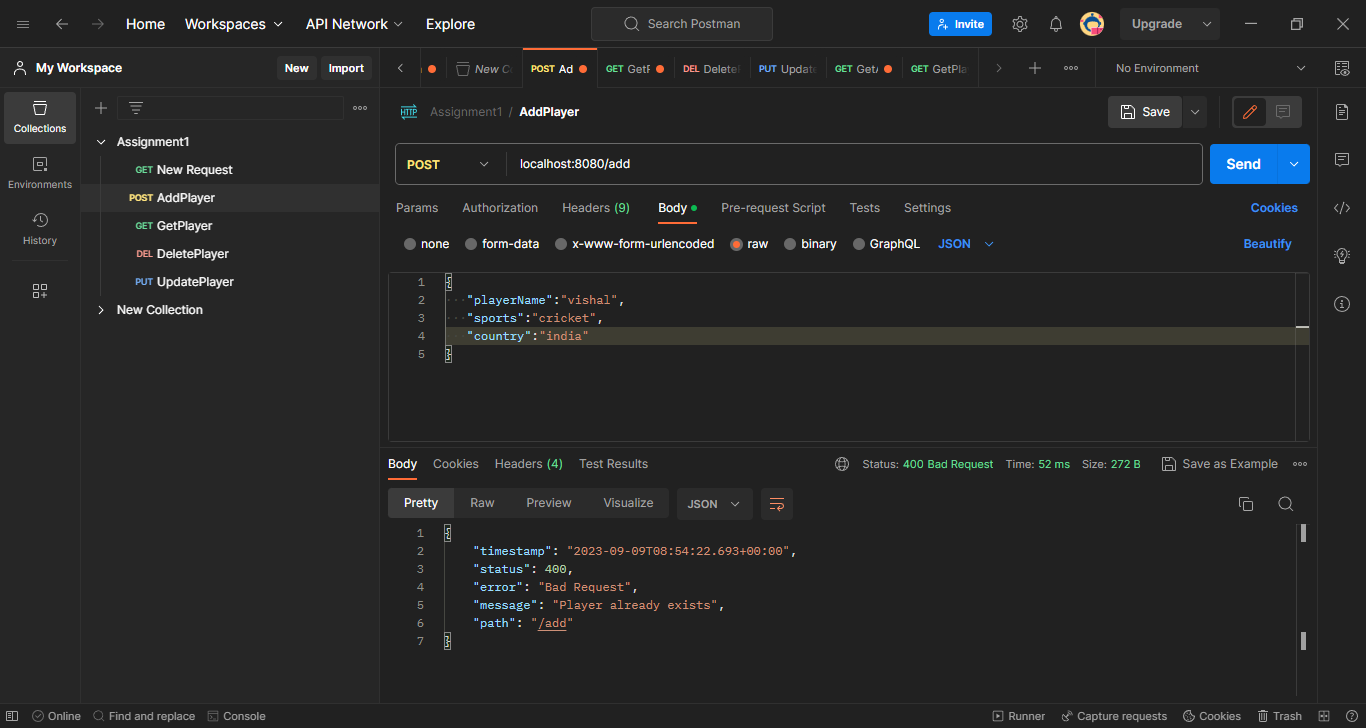 Home Workspaces API Network Explore Search Postman Invite Upgrade
My Workspace New Import New C POST Ad GET GetF DEL Delete PUT Updat GET GetA GET GetPla No Environment
Collections
Environments
History
Assignment1
GET New Request
POST AddPlayer
GET GetPlayer
DEL DeletePlayer
PUT UpdatePlayer
New Collection
HTTP Assignment1 / AddPlayer Save
POST localhost:8080/add Send
Params Authorization Headers (9) Body Pre-request Script Tests Settings Cookies
none form-data x-www-form-urlencoded raw binary GraphQL JSON Beautify
1 {
2 "playerName":"vishal",
3 "sports":"cricket",
4 "country":"india"
5 }
Body Cookies Headers (4) Test Results Status: 400 Bad Request Time: 52 ms Size: 272 B Save as Example
Pretty Raw Preview Visualize JSON
1 {
2 "timestamp": "2023-09-09T08:54:22.693+00:00",
3 "status": 400,
4 "error": "Bad Request",
5 "message": "Player already exists",
6 "path": "/add"
7 }
Online Find and replace Console Runner Capture requests Cookies Trash